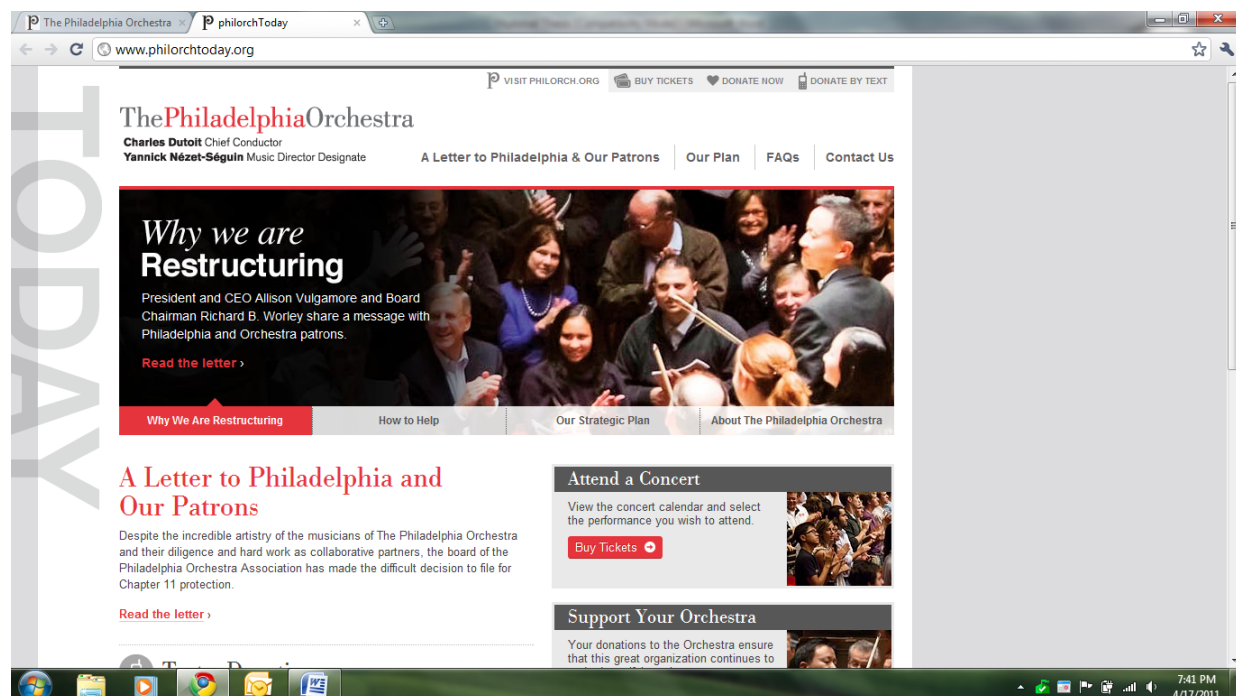 The Philadelphia Orchestra
philorchToday
www.philorchtoday.org
TODAY
VISIT PHILORCH.ORG
BUY TICKETS
DONATE NOW
DONATE BY TEXT
ThePhiladelphiaOrchestra
Charles Dutoit Chief Conductor
Yannick Nézet-Séguin Music Director Designate
A Letter to Philadelphia & Our Patrons
Our Plan
FAQs
Contact Us
Why we are
Restructuring
President and CEO Allison Vulgamore and Board
Chairman Richard B. Worley share a message with
Philadelphia and Orchestra patrons.
Read the letter ›
Why We Are Restructuring
How to Help
Our Strategic Plan
About The Philadelphia Orchestra
A Letter to Philadelphia and
Our Patrons
Despite the incredible artistry of the musicians of The Philadelphia Orchestra
and their diligence and hard work as collaborative partners, the board of the
Philadelphia Orchestra Association has made the difficult decision to file for
Chapter 11 protection.
Read the letter ›
Attend a Concert
View the concert calendar and select
the performance you wish to attend.
Buy Tickets
Support Your Orchestra
Your donations to the Orchestra ensure
that this great organization continues to
7:41 PM
4/17/2011